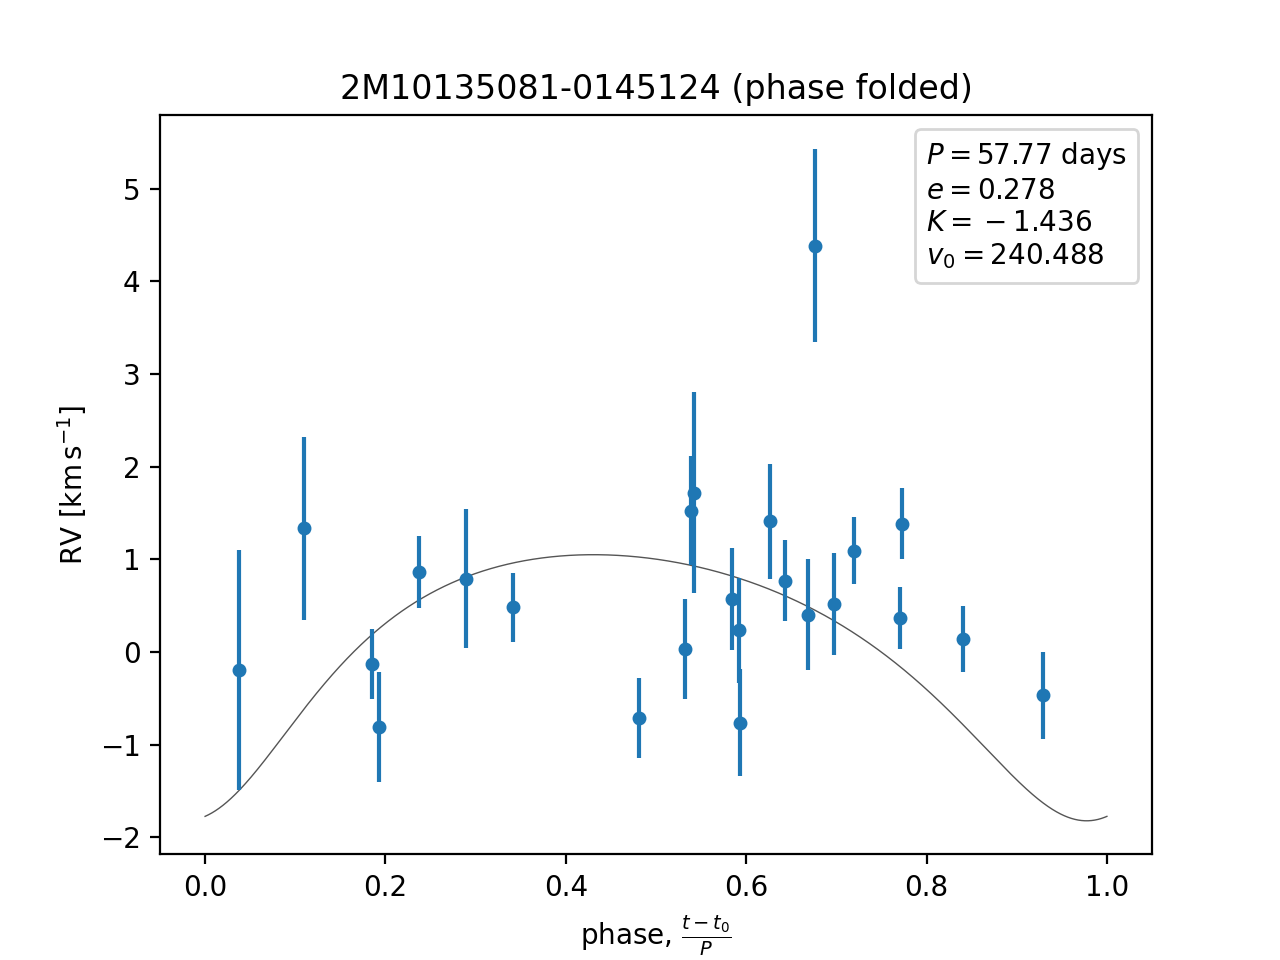 2M10135081-0145124 (phase folded)
P = 57.77 days
e = 0.278
K = −1.436
v₀ = 240.488
RV [km s⁻¹]
5
4
3
2
1
0
−1
−2
0.0 0.2 0.4 0.6 0.8 1.0
phase, (t − t₀)/P